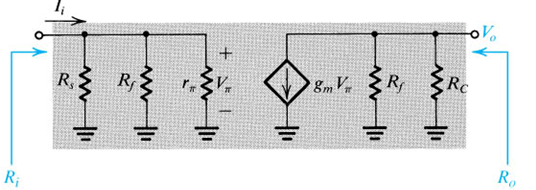 I_i
V_o
+
R_s R_f r_π V_π g_m V_π R_f R_C
−
R_i R_o